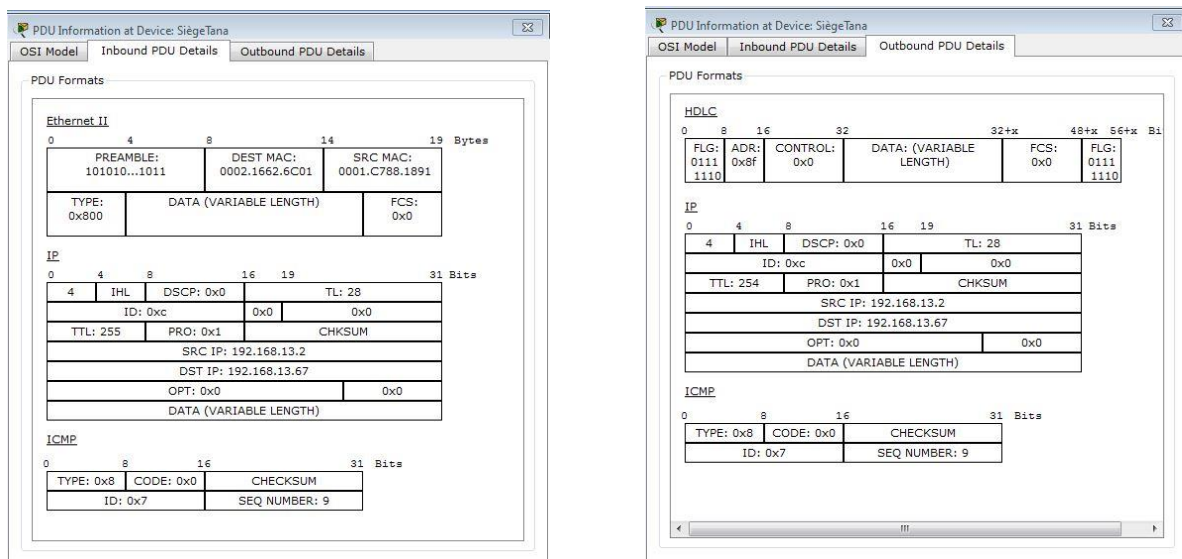 PDU Information at Device: SiègeTana
OSI Model Inbound PDU Details Outbound PDU Details
PDU Formats
Ethernet II
0 4 8 14 19 Bytes
PREAMBLE: DEST MAC: SRC MAC:
101010...1011 0002.1662.6C01 0001.C788.1891
TYPE: DATA (VARIABLE LENGTH) FCS:
0x800 0x0
IP
0 4 8 16 19 31 Bits
4 IHL DSCP: 0x0 TL: 28
ID: 0xc 0x0 0x0
TTL: 255 PRO: 0x1 CHKSUM
SRC IP: 192.168.13.2
DST IP: 192.168.13.67
OPT: 0x0 0x0
DATA (VARIABLE LENGTH)
ICMP
0 8 16 31 Bits
TYPE: 0x8 CODE: 0x0 CHECKSUM
ID: 0x7 SEQ NUMBER: 9
PDU Information at Device: SiègeTana
OSI Model Inbound PDU Details Outbound PDU Details
PDU Formats
HDLC
0 8 16 32 32+x 48+x 56+x Bi
FLG: ADR: CONTROL: DATA: (VARIABLE FCS: FLG:
0111 0x8f 0x0 LENGTH) 0x0 0111
1110 1110
IP
0 4 8 16 19 31 Bits
4 IHL DSCP: 0x0 TL: 28
ID: 0xc 0x0 0x0
TTL: 254 PRO: 0x1 CHKSUM
SRC IP: 192.168.13.2
DST IP: 192.168.13.67
OPT: 0x0 0x0
DATA (VARIABLE LENGTH)
ICMP
0 8 16 31 Bits
TYPE: 0x8 CODE: 0x0 CHECKSUM
ID: 0x7 SEQ NUMBER: 9